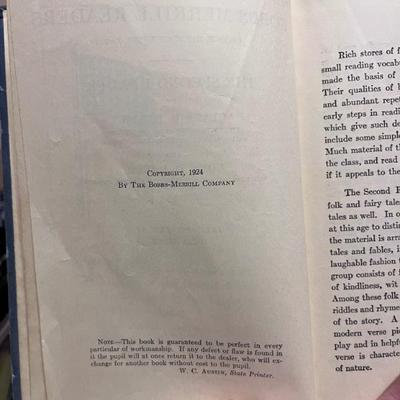 COPYRIGHT, 1924
BY THE BOBBS-MERRILL COMPANY
NOTE—This book is guaranteed to be perfect in every
particular of workmanship. If any defect or flaw is found in
it the pupil will at once return it to the dealer, who will ex-
change for another book without cost to the pupil.
W. C. AUSTIN, State Printer.
Rich stores of f
small reading vocabu
made the basis of
Their qualities of
and abundant repet
early steps in readi
which give such de
include some simple
Much material of th
the class, and read
if it appeals to the
The Second R
folk and fairy tale
tales as well. In o
at this age to distin
the material is arra
tales and fables, i
laughable fashion t
group consists of f
of kindliness, wit
Among these folk
riddles and rhyme
of the story. A
modern verse pic
play and in helpfu
verse is character
of nature.